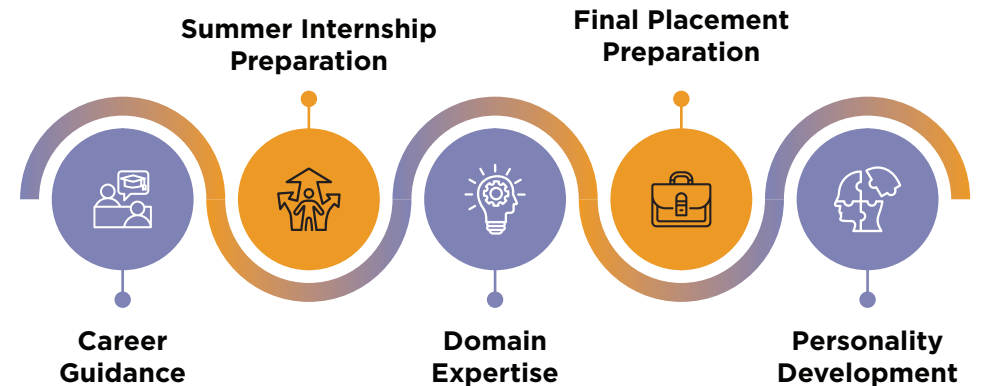 Summer Internship
Preparation
Final Placement
Preparation
Career
Guidance
Domain
Expertise
Personality
Development